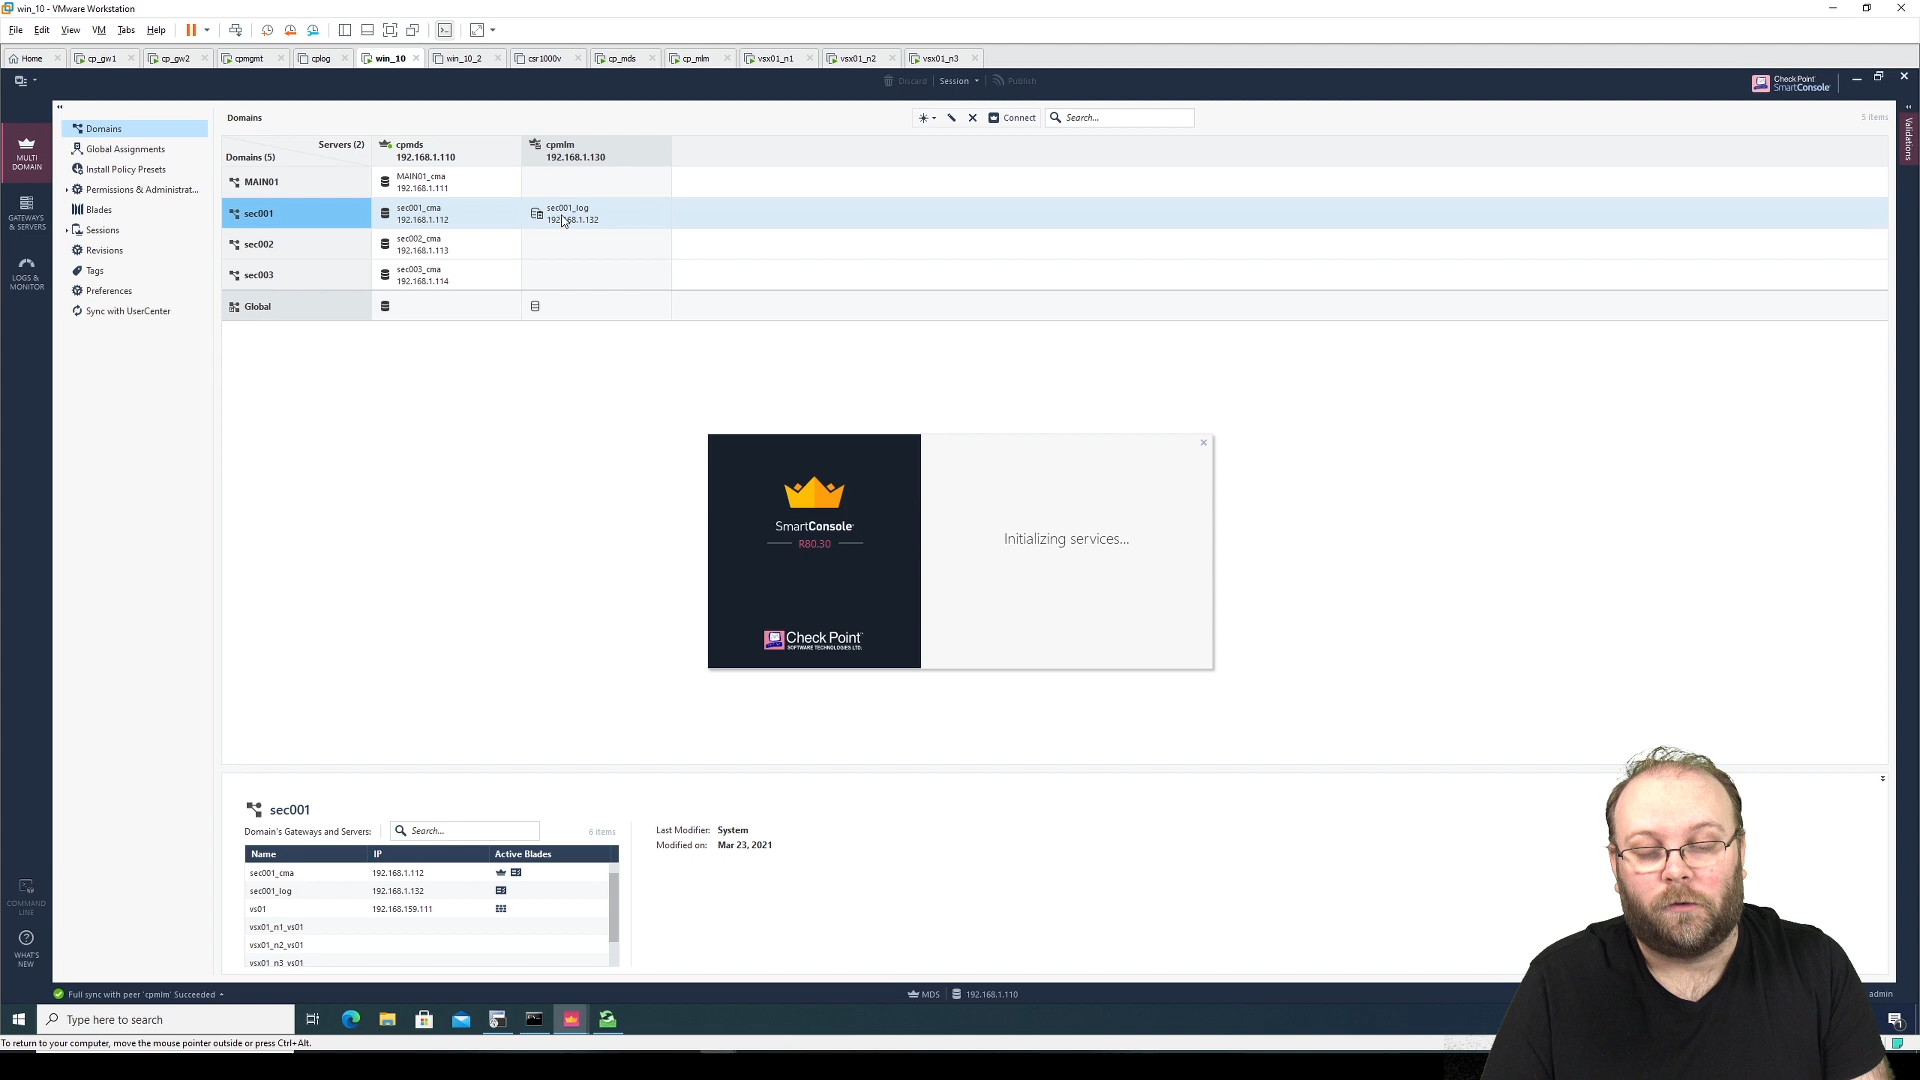 win_10 - VMware Workstation
File Edit View VM Tabs Help
Home cp_gw1 cp_gw2 cpmgmt cplog win_10 win_10_2 csr1000v cp_mds cp_mlm vsx01_n1 vsx01_n2 vsx01_n3
Discard Session Publish
Check Point
SmartConsole
MULTI
DOMAIN
GATEWAYS
& SERVERS
LOGS &
MONITOR
COMMAND
LINE
WHAT'S
NEW
Domains
Global Assignments
Install Policy Presets
Permissions & Administrat...
Blades
Sessions
Revisions
Tags
Preferences
Sync with UserCenter
Domains
Connect Search... 5 items
Validations
Servers (2)
Domains (5)
cpmds
192.168.1.110
cpmlm
192.168.1.130
MAIN01
MAIN01_cma
192.168.1.111
sec001
sec001_cma
192.168.1.112
sec001_log
192.168.1.132
sec002
sec002_cma
192.168.1.113
sec003
sec003_cma
192.168.1.114
Global
SmartConsole
R80.30
Check Point
SOFTWARE TECHNOLOGIES LTD.
Initializing services...
sec001
Domain's Gateways and Servers: Search... 6 items
Name IP Active Blades
sec001_cma 192.168.1.112
sec001_log 192.168.1.132
vs01 192.168.159.111
vsx01_n1_vs01
vsx01_n2_vs01
vsx01_n3_vs01
Last Modifier: System
Modified on: Mar 23, 2021
Full sync with peer 'cpmlm' Succeeded
MDS 192.168.1.110
admin
Type here to search
1
To return to your computer, move the mouse pointer outside or press Ctrl+Alt.